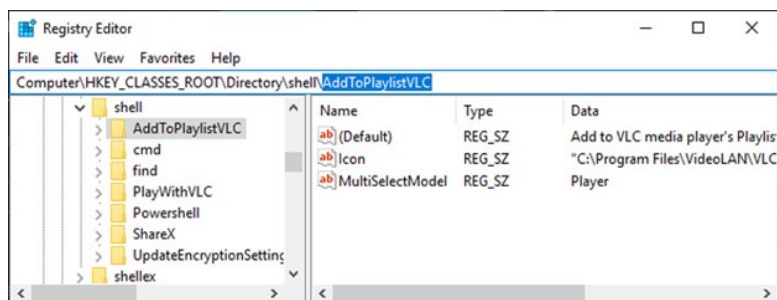 Registry Editor
File Edit View Favorites Help
Computer\HKEY_CLASSES_ROOT\Directory\shell\AddToPlaylistVLC
shell
AddToPlaylistVLC
cmd
find
PlayWithVLC
Powershell
ShareX
UpdateEncryptionSetting
shellex
Name Type Data
(Default) REG_SZ Add to VLC media player's Playlis
Icon REG_SZ "C:\Program Files\VideoLAN\VLC
MultiSelectModel REG_SZ Player